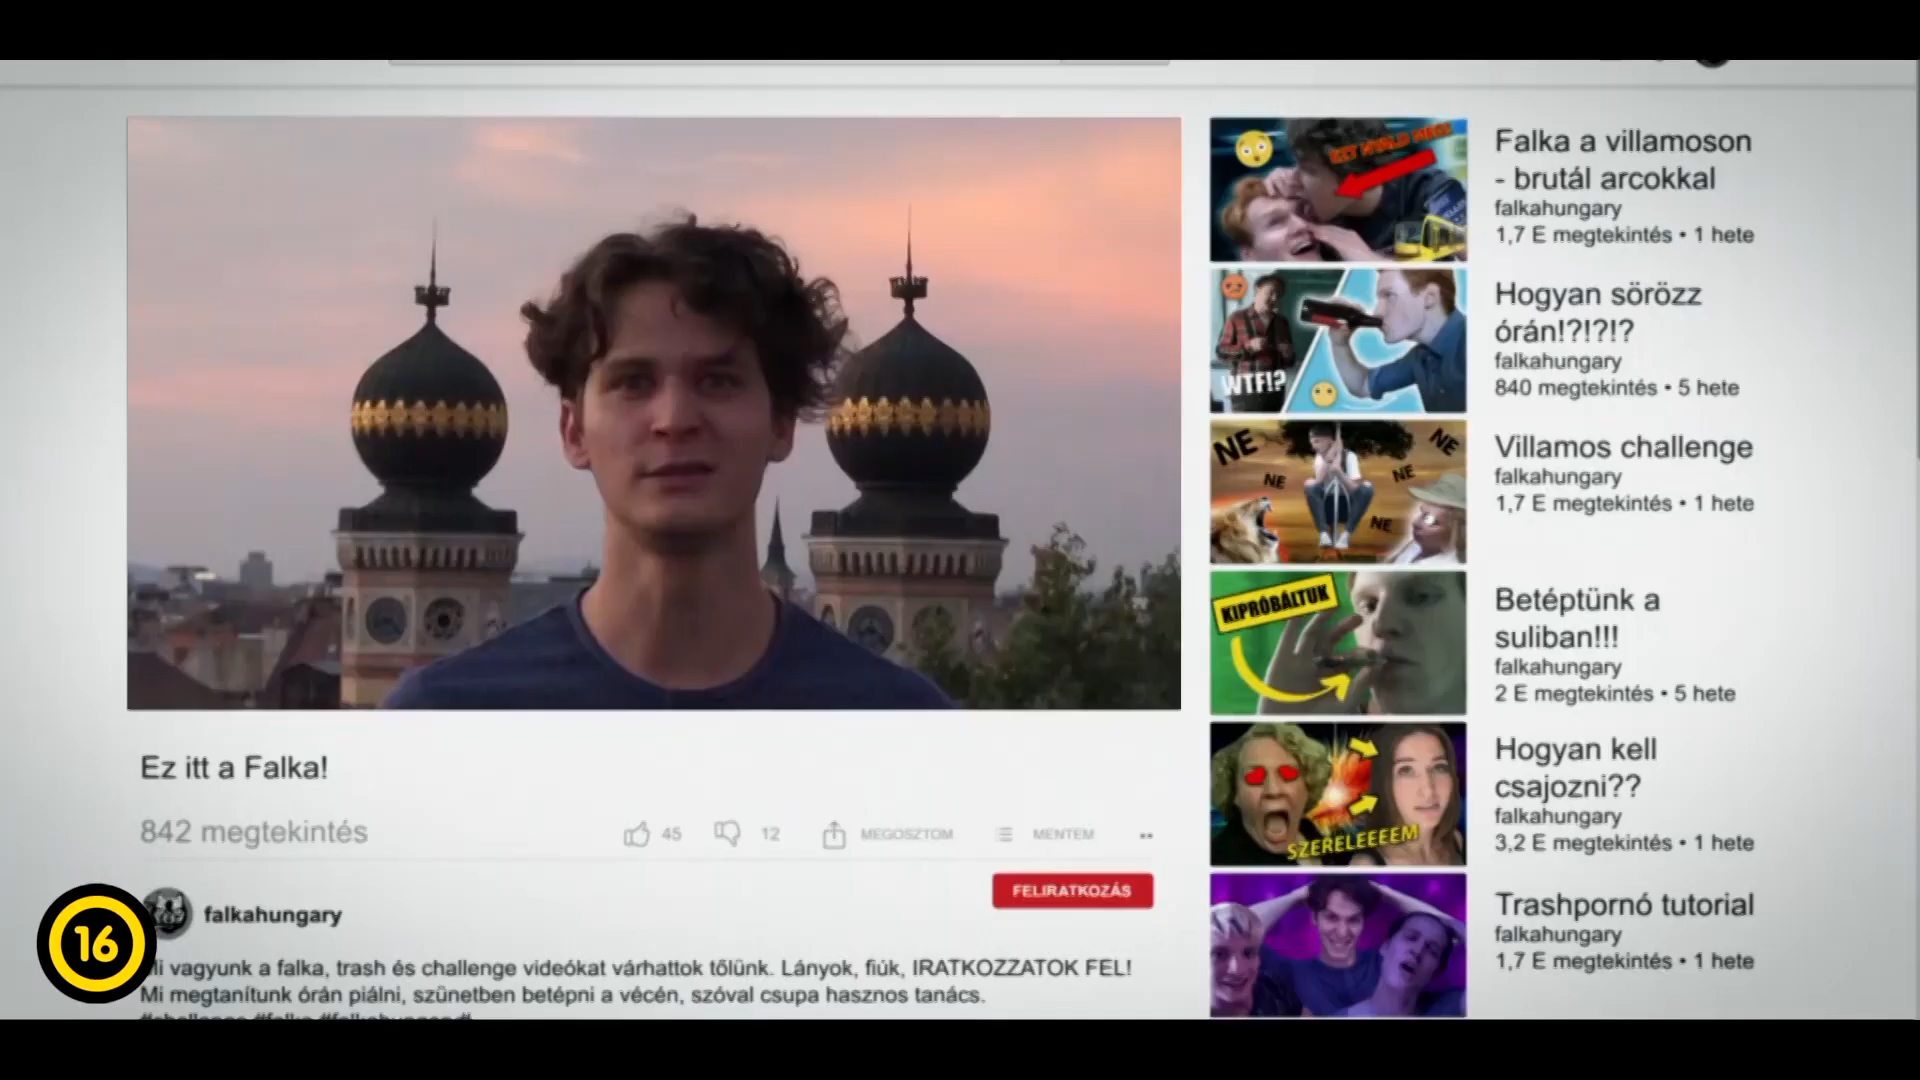 Ez itt a Falka!
842 megtekintés
45
12
MEGOSZTOM
MENTEM
FELIRATKOZÁS
falkahungary
16
vagyunk a falka, trash és challenge videókat várhattok tőlünk. Lányok, fiúk, IRATKOZZATOK FEL!
Mi megtanítunk órán piálni, szünetben betépni a vécén, szóval csupa hasznos tanács.
Falka a villamoson
- brutál arcokkal
falkahungary
1,7 E megtekintés • 1 hete
WTF!?
Hogyan sörözz
órán!?!?!?
falkahungary
840 megtekintés • 5 hete
NE
NE
NE
NE
NE
Villamos challenge
falkahungary
1,7 E megtekintés • 1 hete
KIPRÓBÁLTUK
Betéptünk a
suliban!!!
falkahungary
2 E megtekintés • 5 hete
SZERELEEEEM
Hogyan kell
csajozni??
falkahungary
3,2 E megtekintés • 1 hete
Trashpornó tutorial
falkahungary
1,7 E megtekintés • 1 hete